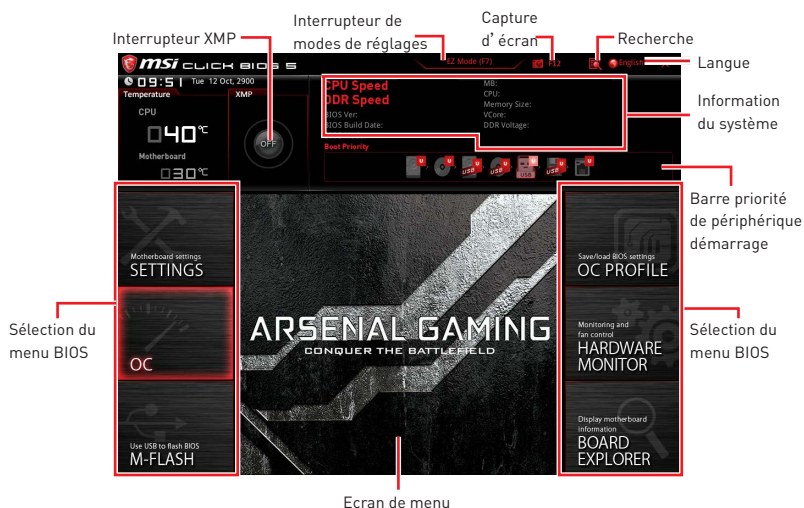 Interrupteur de
modes de réglages
Capture
d' écran
Interrupteur XMP
Recherche
Langue
msi CLICK BIOS 5
EZ Mode (F7)
F12
English
09:51 Tue 12 Oct, 2900
Temperature
CPU
40°C
Motherboard
30°C
XMP
OFF
CPU Speed
DDR Speed
BIOS Ver:
BIOS Build Date:
MB:
CPU:
Memory Size:
VCore:
DDR Voltage:
Information
du système
Boot Priority
U U U U U U U
USB USB USB USB
Barre priorité
de périphérique
démarrage
Motherboard settings
SETTINGS
OC
Use USB to flash BIOS
M-FLASH
Sélection du
menu BIOS
ARSENAL GAMING
CONQUER THE BATTLEFIELD
Save/load BIOS settings
OC PROFILE
Monitoring and
fan control
HARDWARE
MONITOR
Display motherboard
information
BOARD
EXPLORER
Sélection du
menu BIOS
Ecran de menu